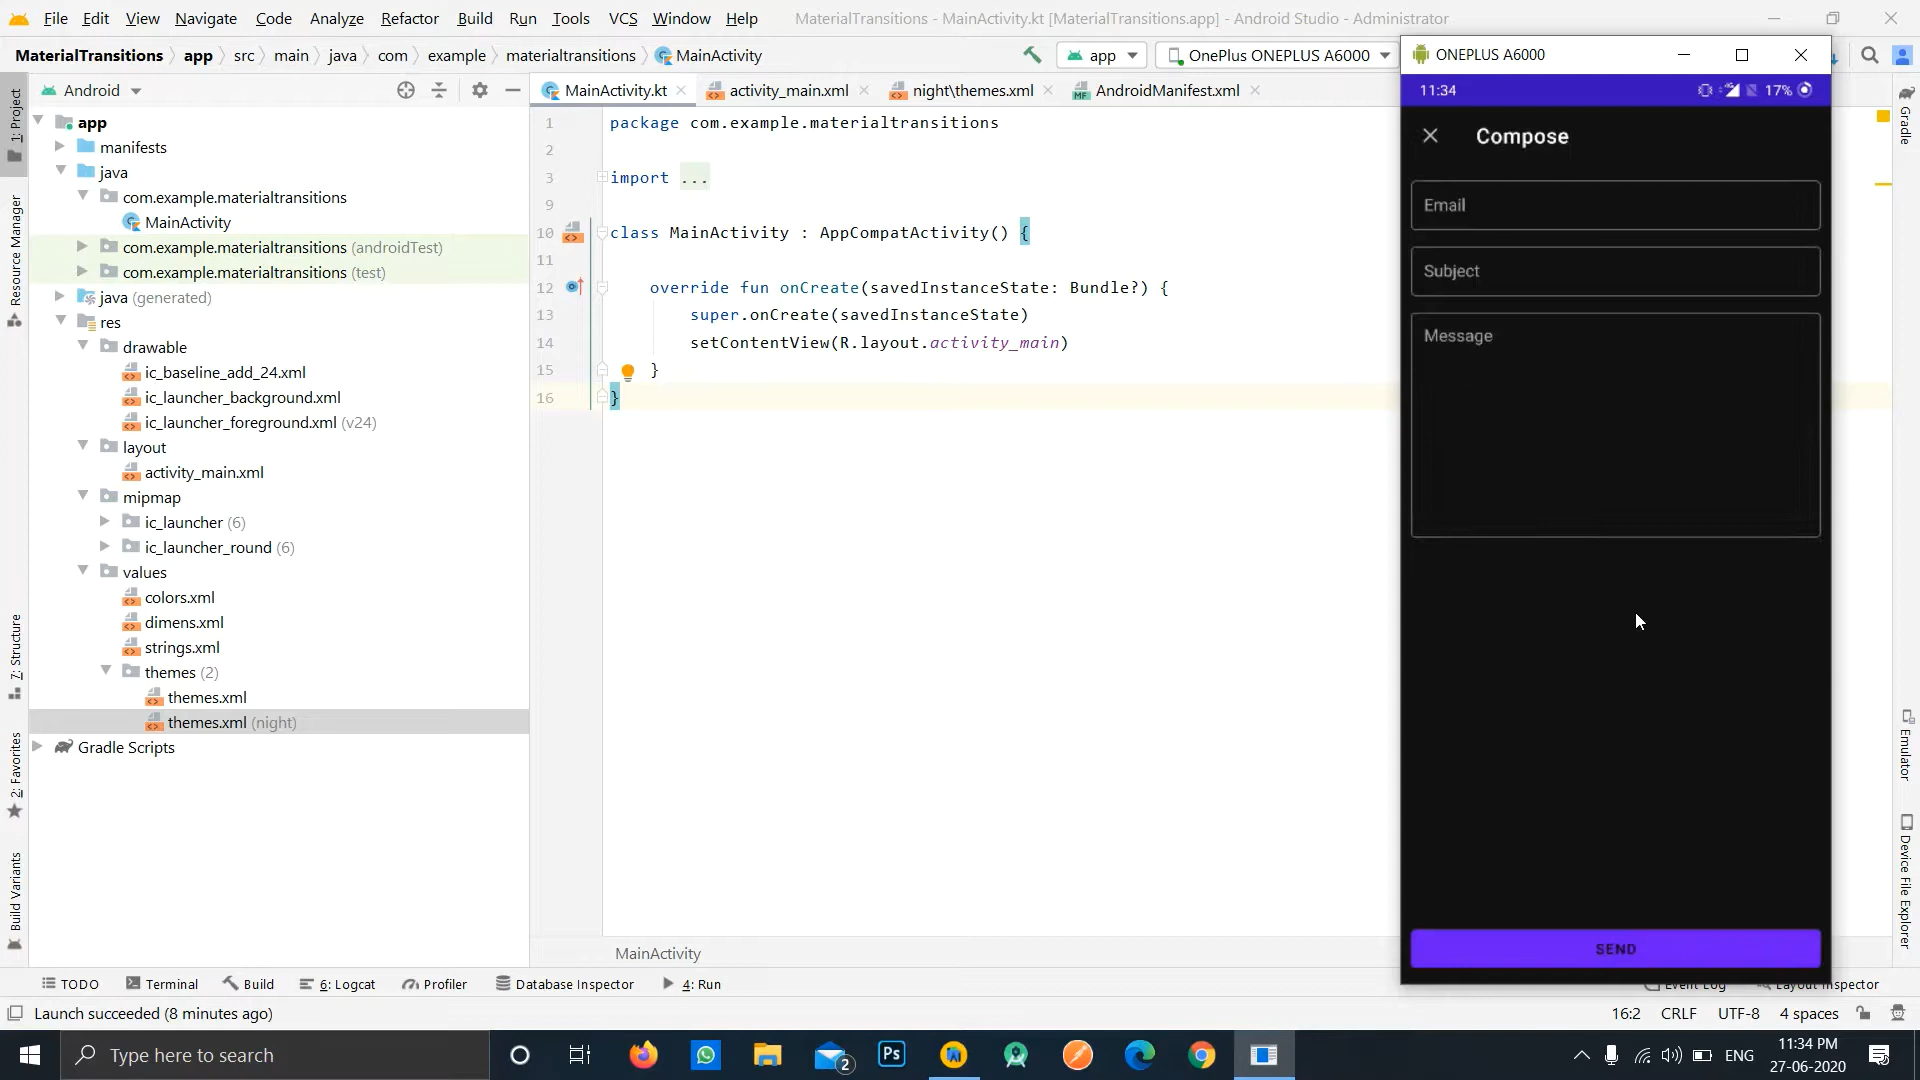 File Edit View Navigate Code Analyze Refactor Build Run Tools VCS Window Help MaterialTransitions - MainActivity.kt [MaterialTransitions.app] - Android Studio - Administrator
MaterialTransitions app src main java com example materialtransitions MainActivity app OnePlus ONEPLUS A6000
Android
MainActivity.kt activity_main.xml night\themes.xml AndroidManifest.xml
1: Project
Resource Manager
7: Structure
2: Favorites
Build Variants
app
manifests
java
com.example.materialtransitions
MainActivity
com.example.materialtransitions (androidTest)
com.example.materialtransitions (test)
java (generated)
res
drawable
ic_baseline_add_24.xml
ic_launcher_background.xml
ic_launcher_foreground.xml (v24)
layout
activity_main.xml
mipmap
ic_launcher (6)
ic_launcher_round (6)
values
colors.xml
dimens.xml
strings.xml
themes (2)
themes.xml
themes.xml (night)
Gradle Scripts
1 package com.example.materialtransitions
2
3 import ...
9
10 class MainActivity : AppCompatActivity() {
11
12 override fun onCreate(savedInstanceState: Bundle?) {
13 super.onCreate(savedInstanceState)
14 setContentView(R.layout.activity_main)
15 }
16 }
MainActivity
ONEPLUS A6000
11:34 17%
Compose
Email
Subject
Message
SEND
Gradle
Emulator
Device File Explorer
TODO Terminal Build 6: Logcat Profiler Database Inspector 4: Run Event Log Layout Inspector
Launch succeeded (8 minutes ago) 16:2 CRLF UTF-8 4 spaces
Type here to search 2 Ps ENG 11:34 PM
27-06-2020